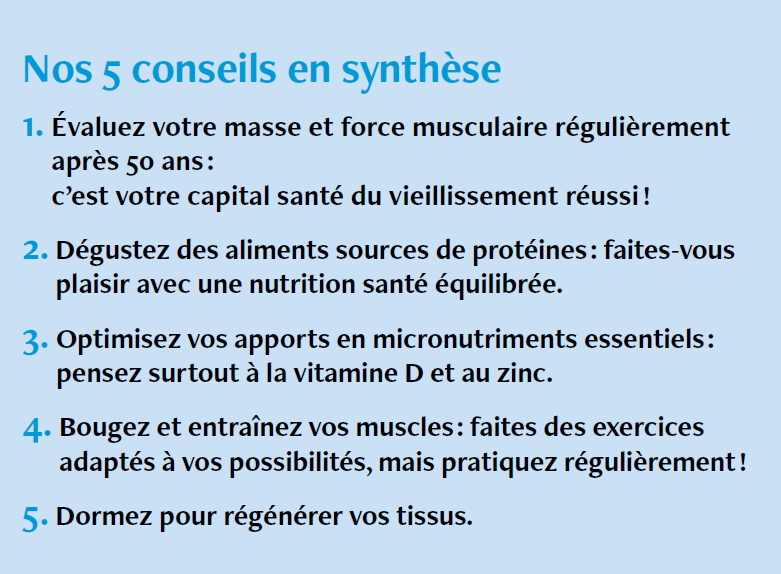 Nos 5 conseils en synthèse
1. Évaluez votre masse et force musculaire régulièrement
après 50 ans :
c’est votre capital santé du vieillissement réussi !
2. Dégustez des aliments sources de protéines : faites-vous
plaisir avec une nutrition santé équilibrée.
3. Optimisez vos apports en micronutriments essentiels :
pensez surtout à la vitamine D et au zinc.
4. Bougez et entraînez vos muscles : faites des exercices
adaptés à vos possibilités, mais pratiquez régulièrement !
5. Dormez pour régénérer vos tissus.